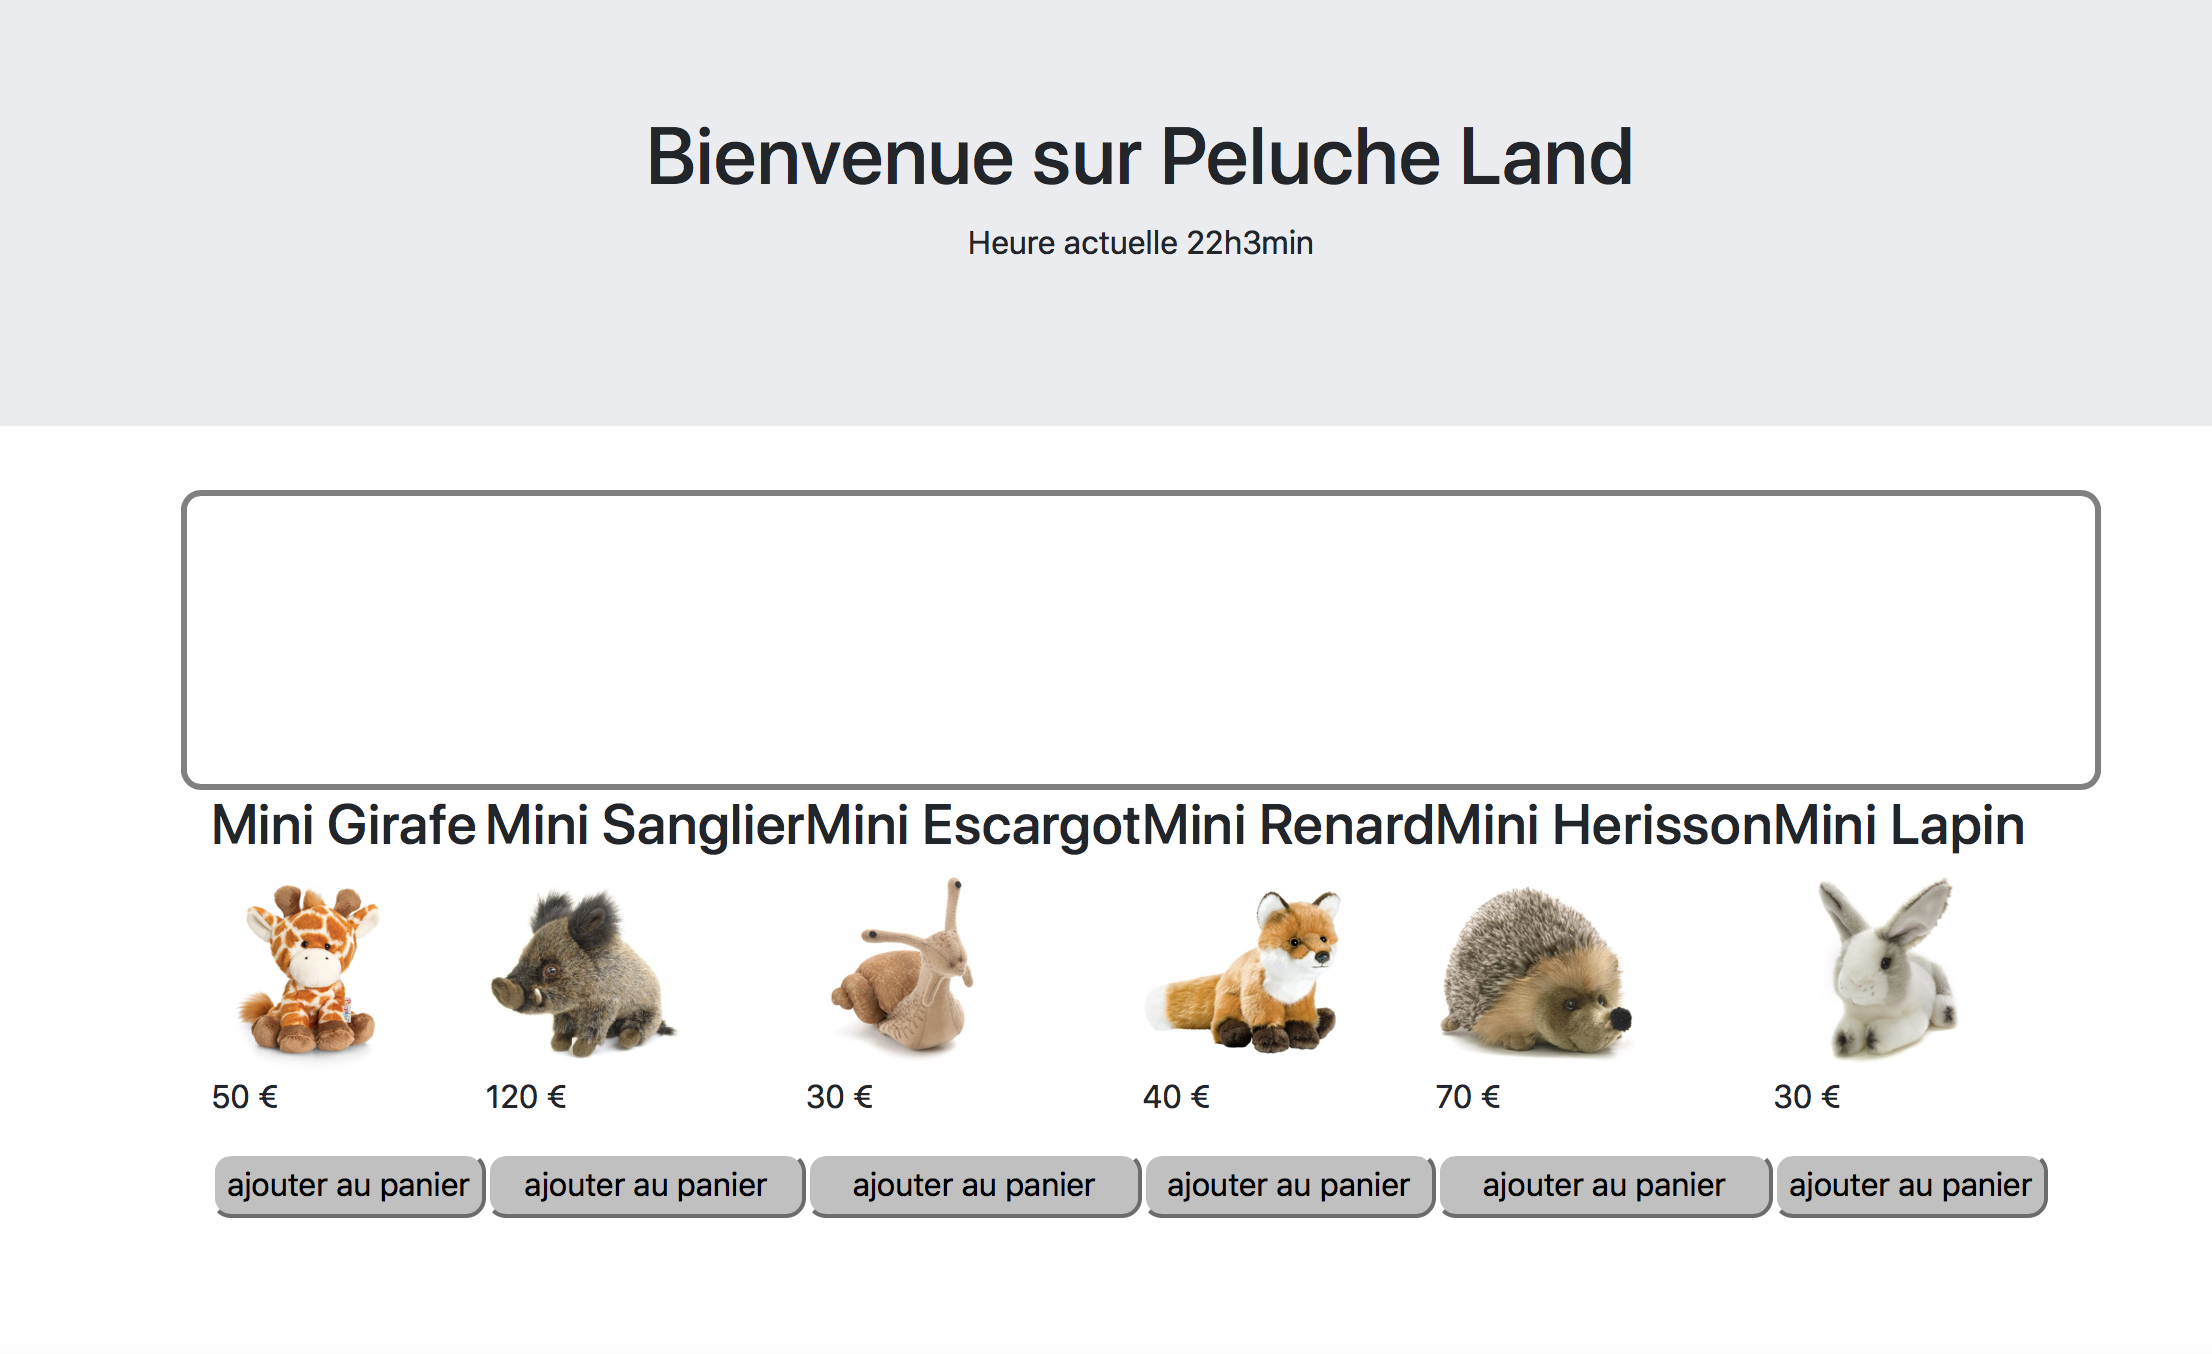 Bienvenue sur Peluche Land
Heure actuelle 22h3min
Mini Girafe Mini Sanglier Mini Escargot Mini Renard Mini Herisson Mini Lapin
50 € 120 € 30 € 40 € 70 € 30 €
ajouter au panier ajouter au panier ajouter au panier ajouter au panier ajouter au panier ajouter au panier